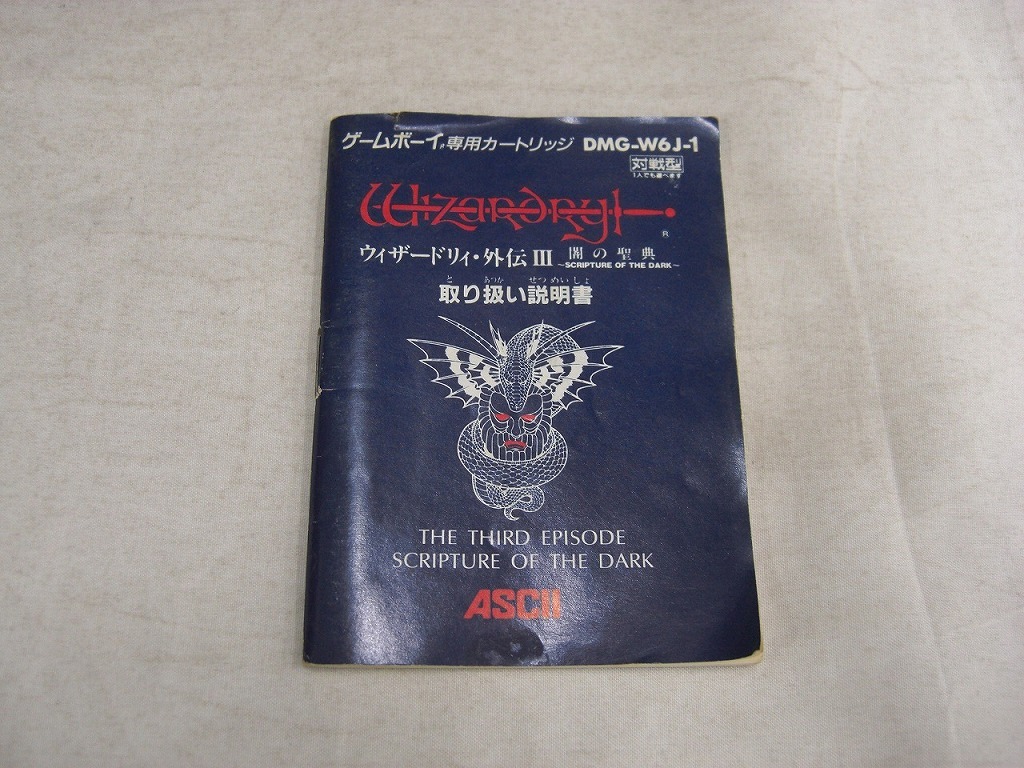 ゲームボーイ®専用カートリッジ DMG-W6J-1
対戦型
1人でも遊べます
Wizardry
®
ウィザードリィ・外伝 III 闇の聖典
~SCRIPTURE OF THE DARK~
と あつか せつめいしょ
取り扱い説明書
THE THIRD EPISODE
SCRIPTURE OF THE DARK
ASCII